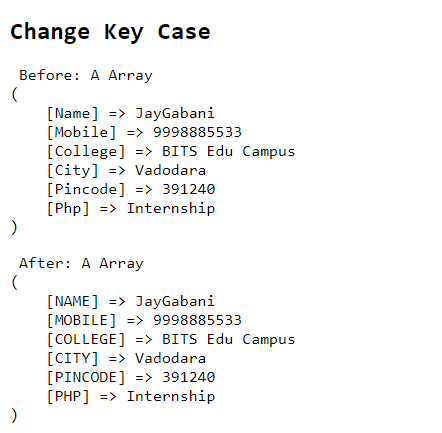 Change Key Case
Before: A Array
(
    [Name] => JayGabani
    [Mobile] => 9998885533
    [College] => BITS Edu Campus
    [City] => Vadodara
    [Pincode] => 391240
    [Php] => Internship
)
After: A Array
(
    [NAME] => JayGabani
    [MOBILE] => 9998885533
    [COLLEGE] => BITS Edu Campus
    [CITY] => Vadodara
    [PINCODE] => 391240
    [PHP] => Internship
)